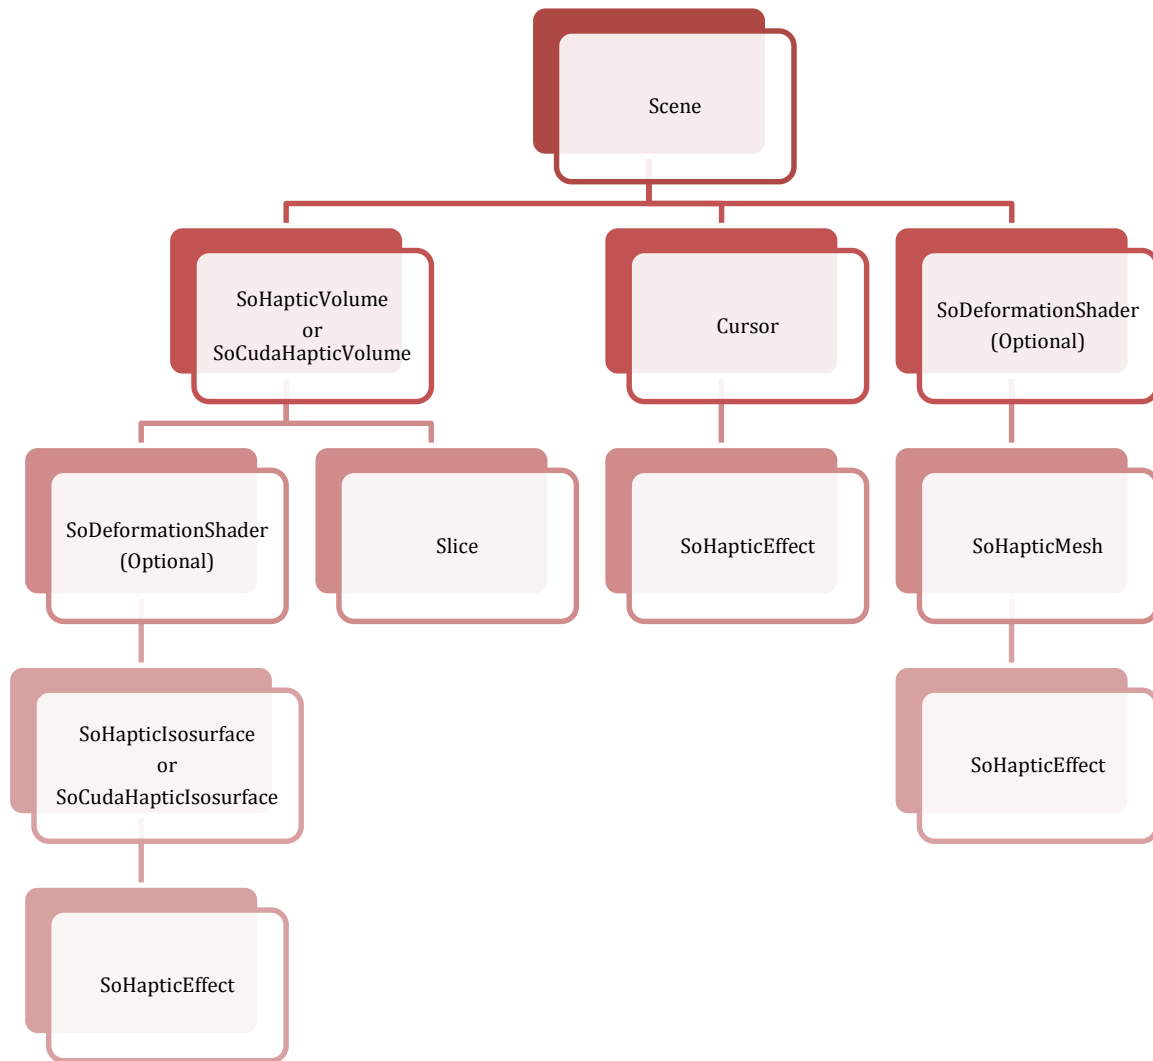 Scene
SoHapticVolume
or
SoCudaHapticVolume
Cursor
SoDeformationShader
(Optional)
SoDeformationShader
(Optional)
Slice
SoHapticEffect
SoHapticMesh
SoHapticIsosurface
or
SoCudaHapticIsosurface
SoHapticEffect
SoHapticEffect